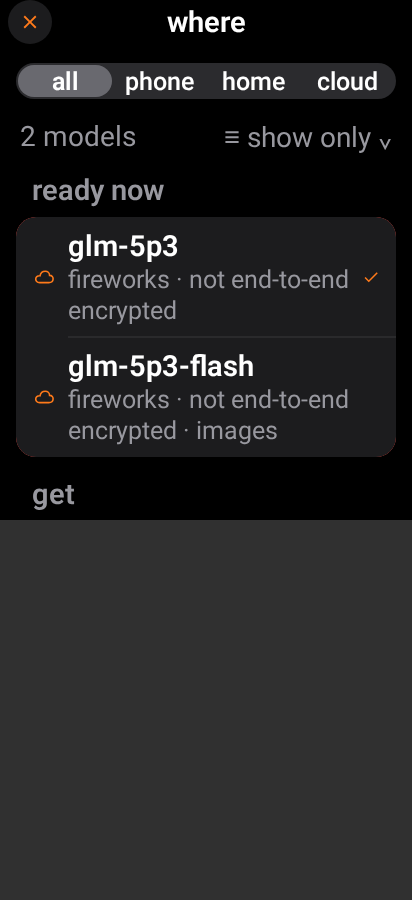 where
all phone home cloud
2 models ≡ show only
ready now
glm-5p3
fireworks · not end-to-end
encrypted
glm-5p3-flash
fireworks · not end-to-end
encrypted · images
get